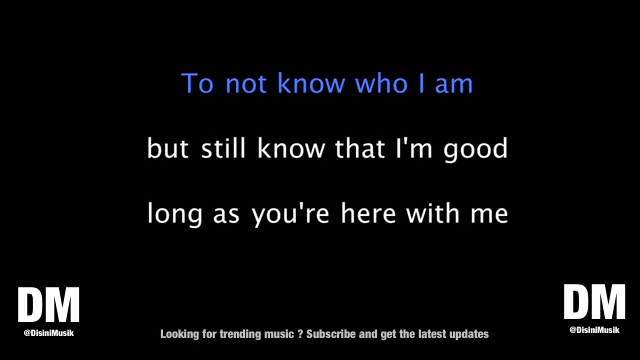 To not know who I am
but still know that I'm good
long as you're here with me
DM
@DisiniMusik
DM
@DisiniMusik
Looking for trending music ? Subscribe and get the latest updates